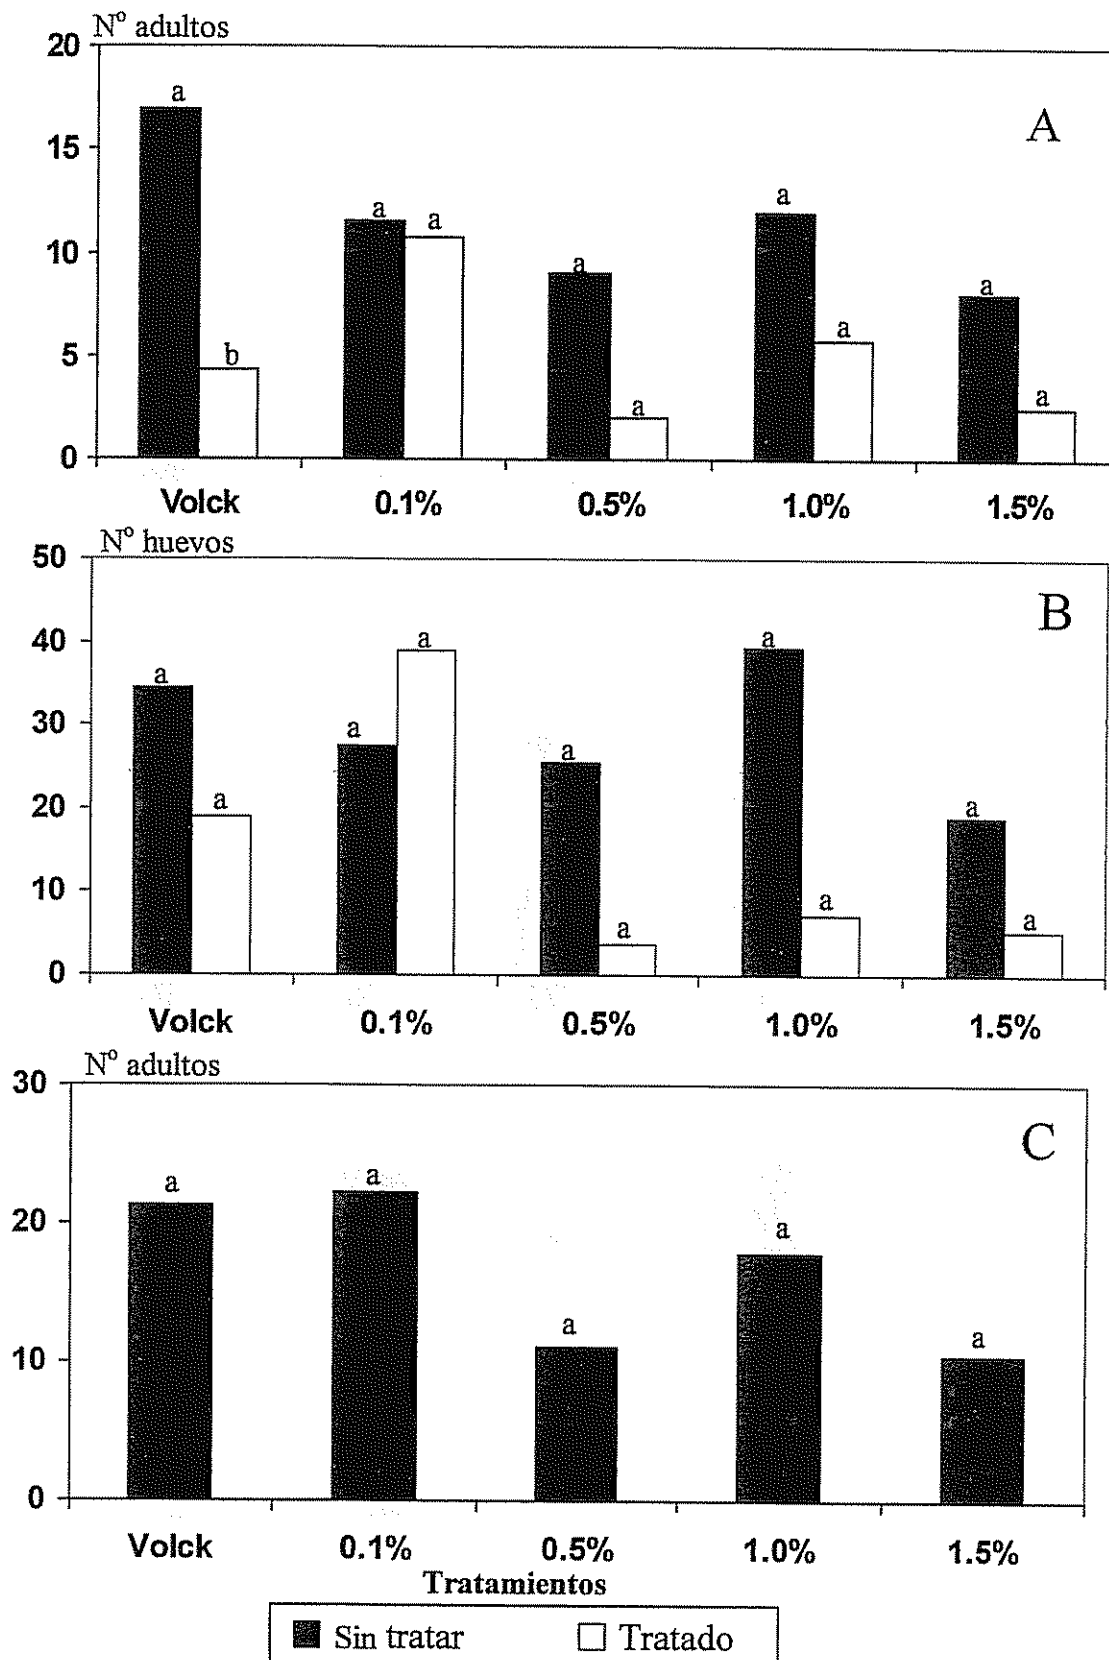 Nº adultos
20
15
10
5
0
A
a
b
a
a
a
a
a
a
a
a
Volck
0.1%
0.5%
1.0%
1.5%
Nº huevos
50
40
30
20
10
0
B
a
a
a
a
a
a
a
a
a
a
Volck
0.1%
0.5%
1.0%
1.5%
Nº adultos
30
20
10
0
C
a
a
a
a
a
Volck
0.1%
0.5%
1.0%
1.5%
Tratamientos
Sin tratar
Tratado